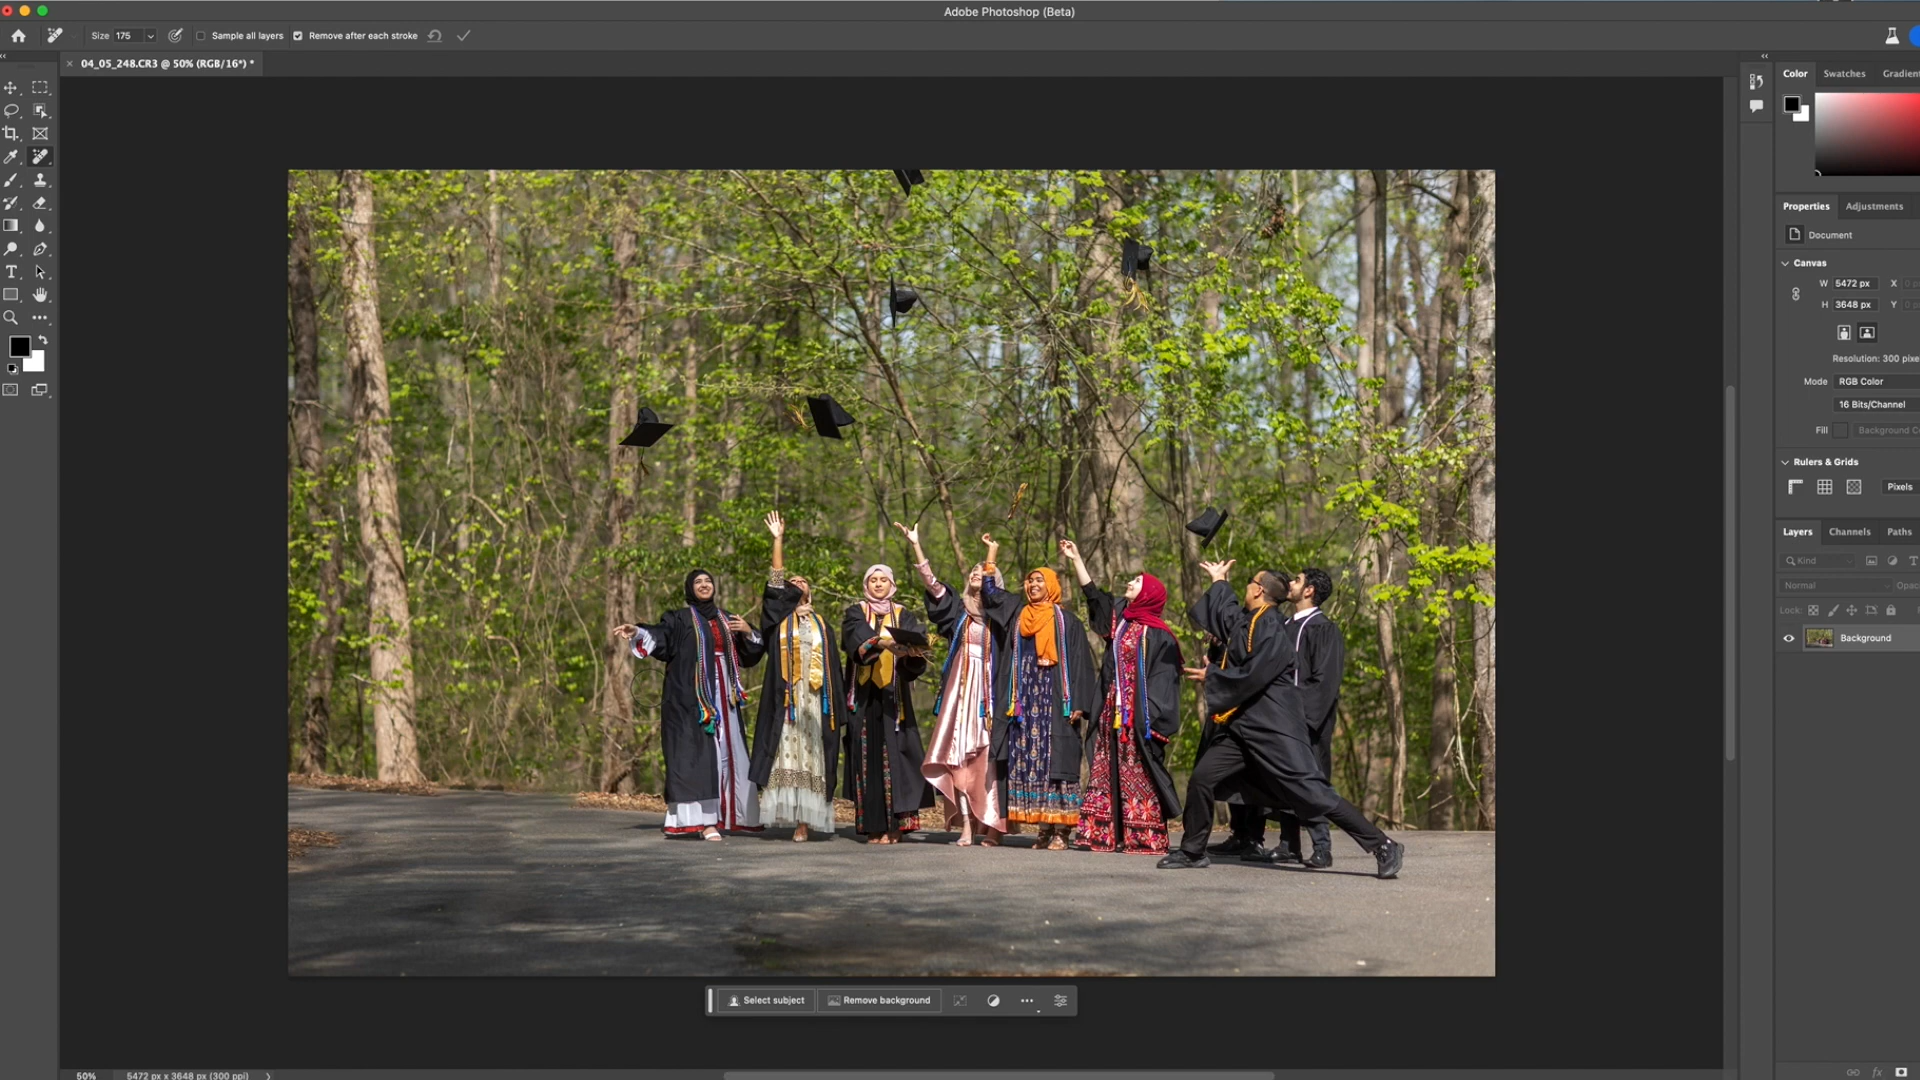 Adobe Photoshop (Beta)
Size 175 Sample all layers Remove after each stroke
04_05_248.CR3 @ 50% (RGB/16*) *
Color Swatches Gradient
Properties Adjustments
Document
Canvas
W 5472 px X
H 3648 px Y
Resolution: 300 pixe
Mode RGB Color
16 Bits/Channel
Fill Background C
Rulers & Grids
Pixels
Layers Channels Paths
Kind
Normal Opac
Lock:
Background
Select subject Remove background
50% 5472 px x 3648 px (300 ppi)
fx